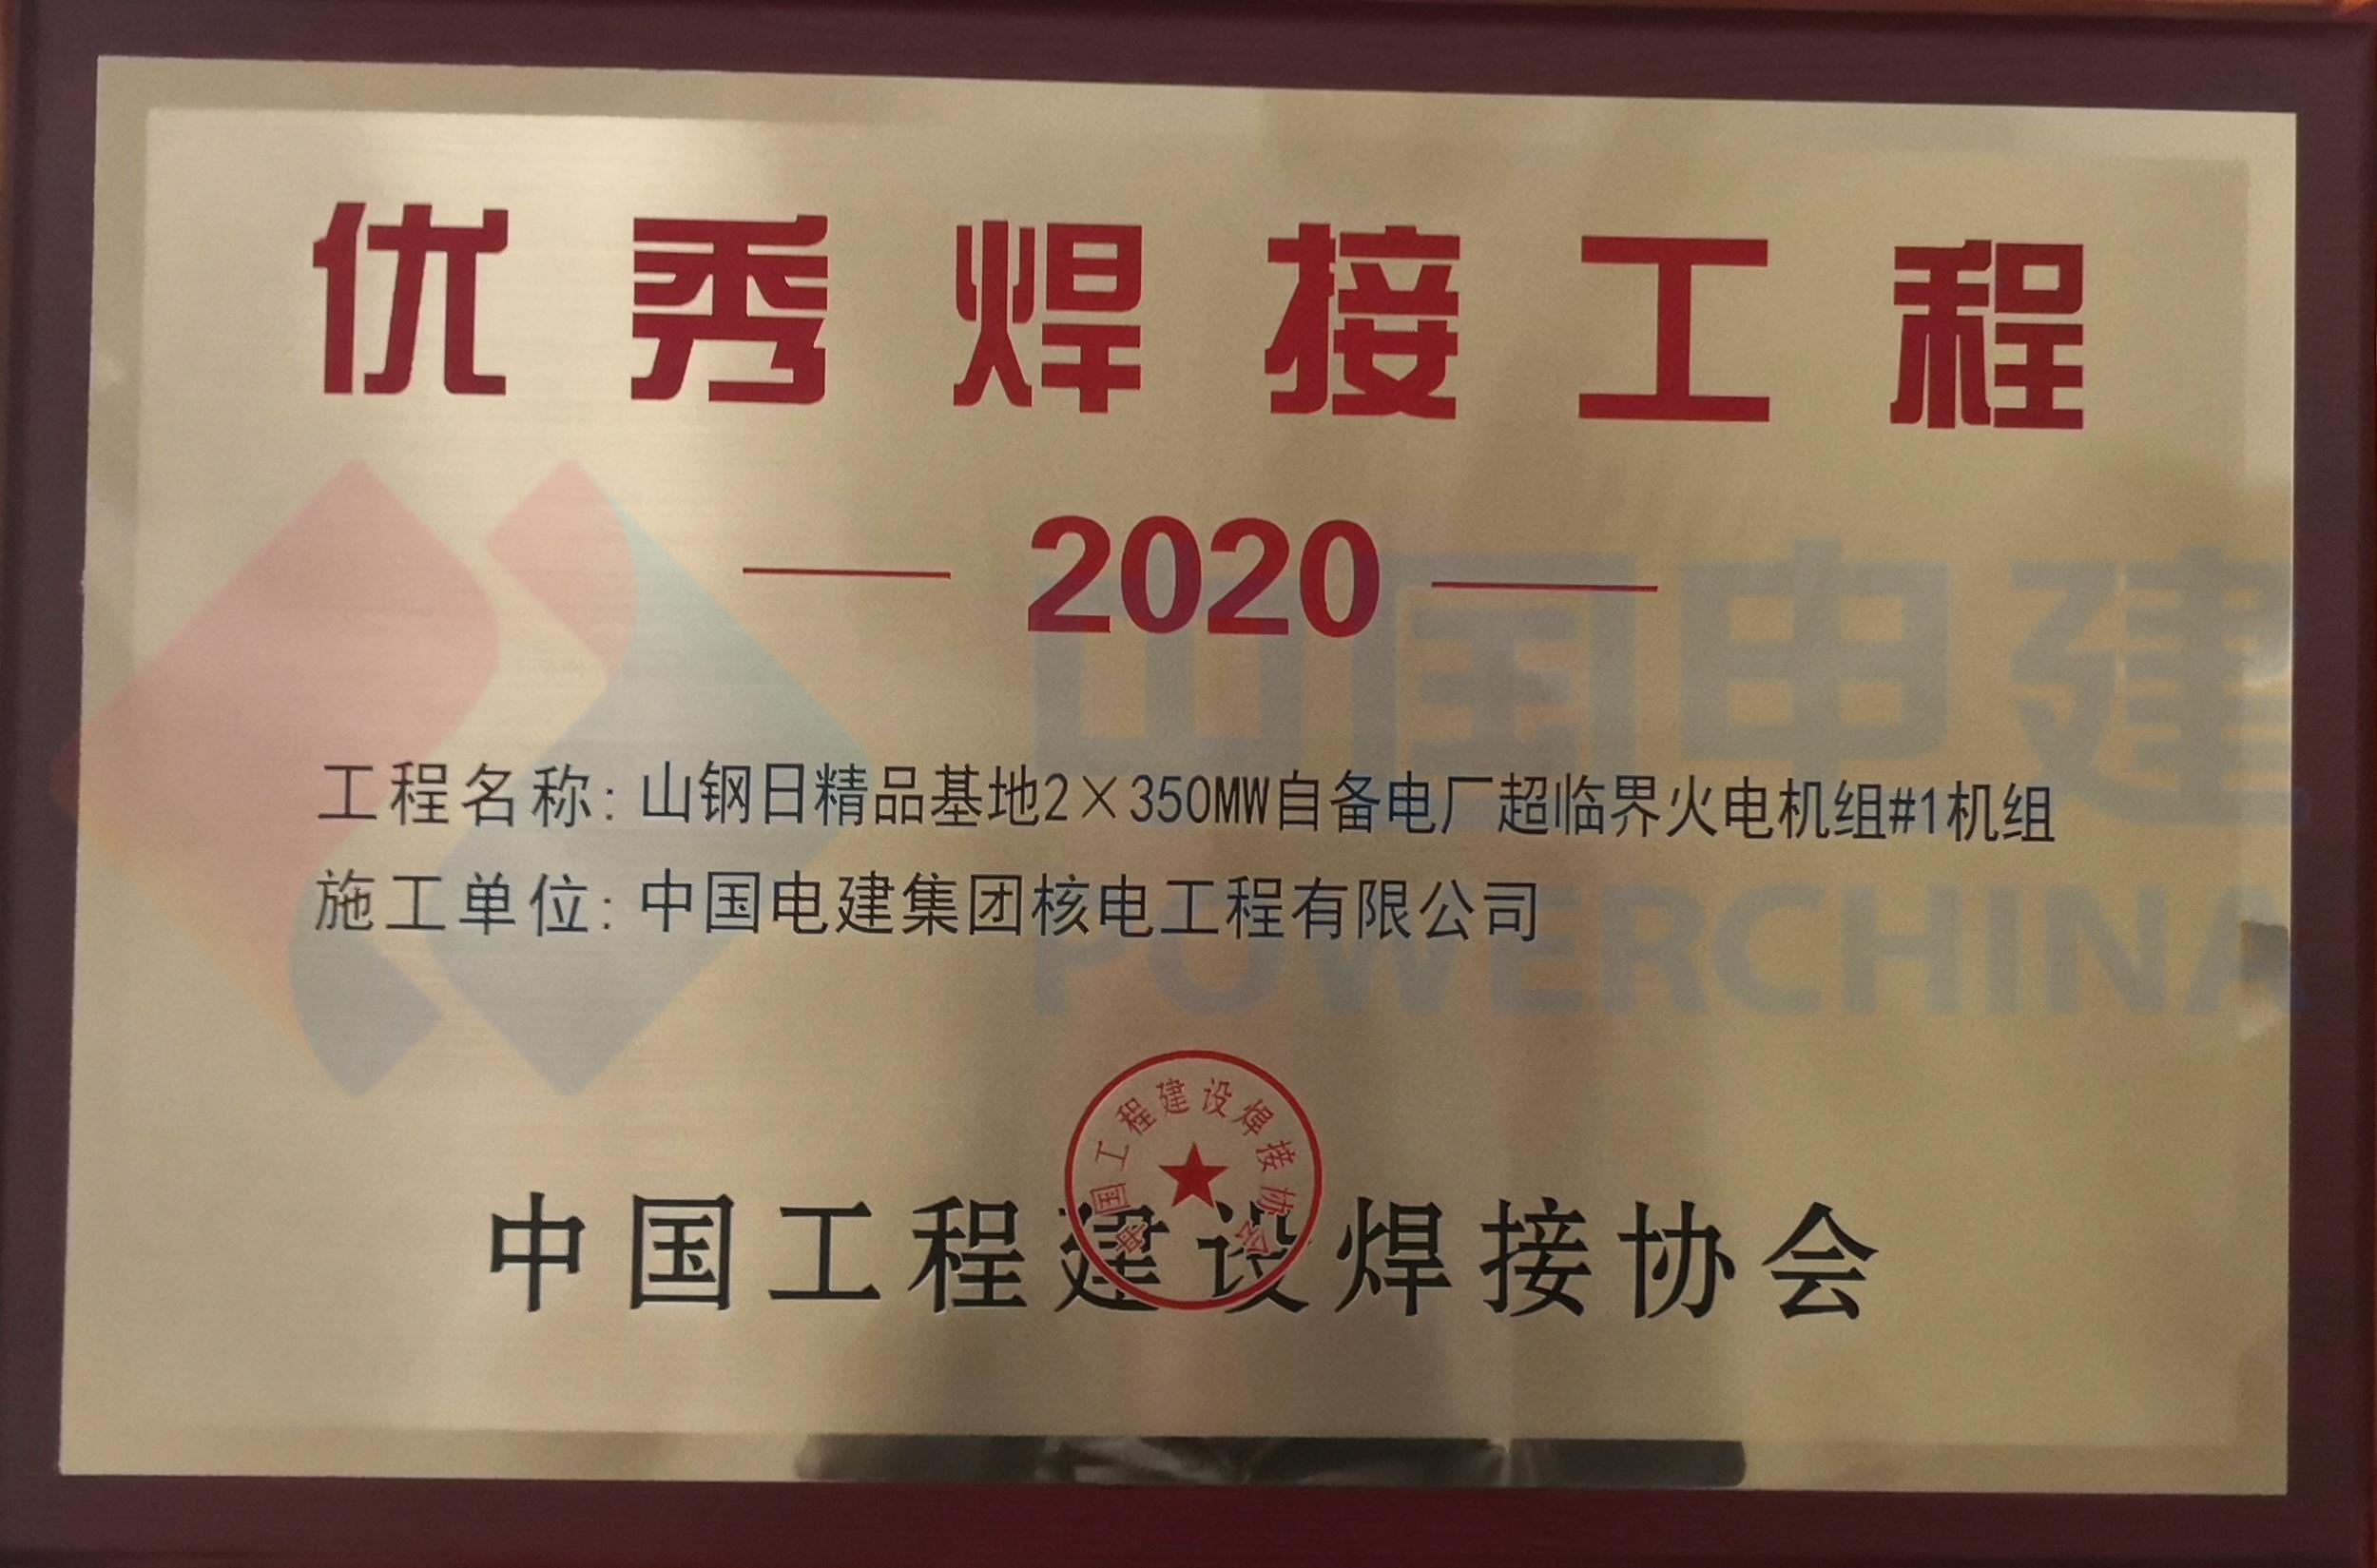 优秀焊接工程
2020
工程名称：山钢日精品基地2×350MW自备电厂超临界火电机组#1机组
施工单位：中国电建集团核电工程有限公司
中国工程建设焊接协会
中国工程建设焊接协会
中国电建
POWERCHINA